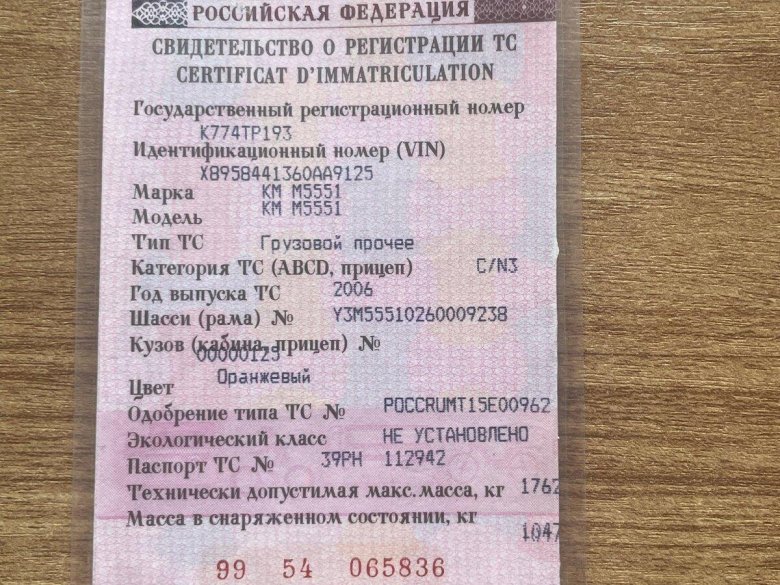 РОССИЙСКАЯ ФЕДЕРАЦИЯ
СВИДЕТЕЛЬСТВО О РЕГИСТРАЦИИ ТС
CERTIFICAT D'IMMATRICULATION
Государственный регистрационный номер
К774ТР193
Идентификационный номер (VIN)
X8958441360AA9125
Марка КМ М5551
Модель КМ М5551
Тип ТС Грузовой прочее
Категория ТС (ABCD, прицеп) C/N3
Год выпуска ТС 2006
Шасси (рама) № Y3M55510260009238
Кузов (кабина, прицеп) №
00000125
Цвет Оранжевый
Одобрение типа ТС № POCCRUMT15E00962
Экологический класс НЕ УСТАНОВЛЕНО
Паспорт ТС № 39РН 112942
Технически допустимая макс.масса, кг 1762
Масса в снаряженном состоянии, кг
1047
99 54 065836